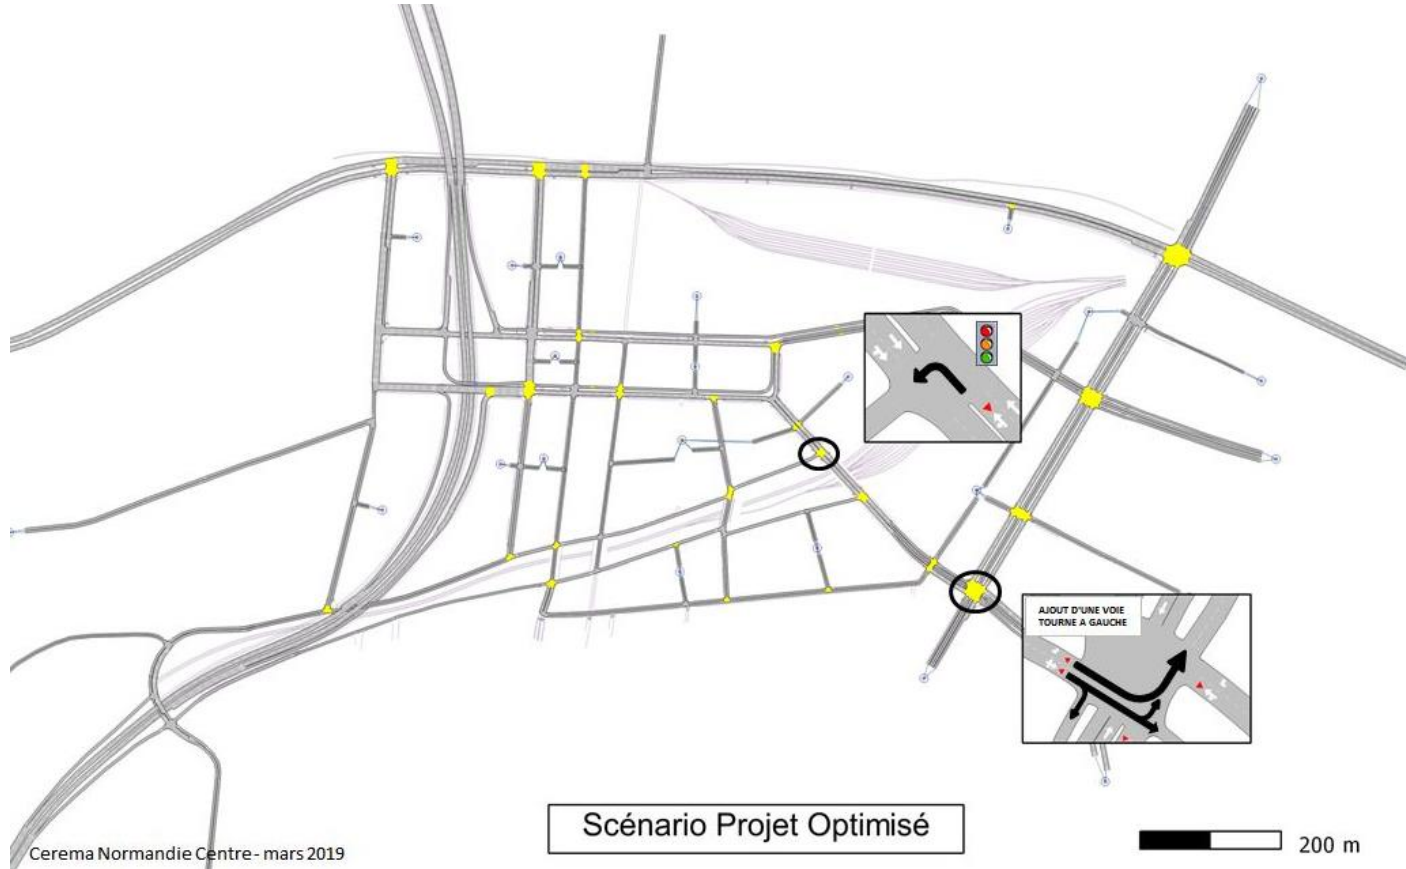 AJOUT D'UNE VOIE
TOURNE A GAUCHE
Scénario Projet Optimisé
Cerema Normandie Centre - mars 2019
200 m